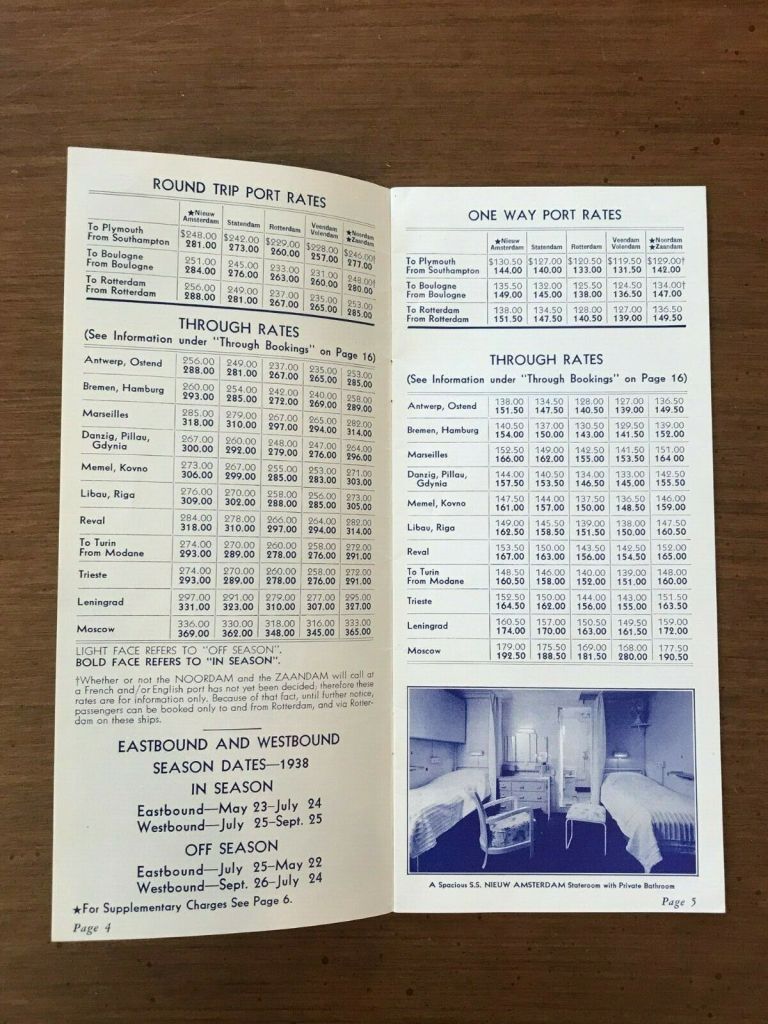 ROUND TRIP PORT RATES
★Nieuw Amsterdam Statendam Rotterdam Veendam Volendam ★Noordam ★Zaandam
To Plymouth $248.00 $242.00 $229.00 $228.00 $246.00†
From Southampton 281.00 273.00 260.00 257.00 277.00
To Boulogne 251.00 245.00 233.00 231.00 248.00†
From Boulogne 284.00 276.00 263.00 260.00 280.00
To Rotterdam 256.00 249.00 237.00 235.00 253.00
From Rotterdam 288.00 281.00 267.00 265.00 285.00
THROUGH RATES
(See Information under "Through Bookings" on Page 16)
Antwerp, Ostend 256.00 249.00 237.00 235.00 253.00
288.00 281.00 267.00 265.00 285.00
Bremen, Hamburg 260.00 254.00 242.00 240.00 258.00
293.00 285.00 272.00 269.00 289.00
Marseilles 285.00 279.00 267.00 265.00 282.00
318.00 310.00 297.00 294.00 314.00
Danzig, Pillau, 267.00 260.00 248.00 247.00 264.00
Gdynia 300.00 292.00 279.00 276.00 296.00
Memel, Kovno 273.00 267.00 255.00 253.00 271.00
306.00 299.00 285.00 283.00 303.00
Libau, Riga 276.00 270.00 258.00 256.00 273.00
309.00 302.00 288.00 285.00 305.00
Reval 284.00 278.00 266.00 264.00 282.00
318.00 310.00 297.00 294.00 314.00
To Turin 274.00 270.00 260.00 258.00 272.00
From Modane 293.00 289.00 278.00 276.00 291.00
Trieste 274.00 270.00 260.00 258.00 272.00
293.00 289.00 278.00 276.00 291.00
Leningrad 297.00 291.00 279.00 277.00 295.00
331.00 323.00 310.00 307.00 327.00
Moscow 336.00 330.00 318.00 316.00 333.00
369.00 362.00 348.00 345.00 365.00
LIGHT FACE REFERS TO "OFF SEASON".
BOLD FACE REFERS TO "IN SEASON".
†Whether or not the NOORDAM and the ZAANDAM will call at
a French and/or English port has not yet been decided, therefore these
rates are for information only. Because of that fact, until further notice,
passengers can be booked only to and from Rotterdam, and via Rotter-
dam on these ships.
EASTBOUND AND WESTBOUND
SEASON DATES—1938
IN SEASON
Eastbound—May 23–July 24
Westbound—July 25–Sept. 25
OFF SEASON
Eastbound—July 25–May 22
Westbound—Sept. 26–July 24
★For Supplementary Charges See Page 6.
Page 4
ONE WAY PORT RATES
★Nieuw Amsterdam Statendam Rotterdam Veendam Volendam ★Noordam ★Zaandam
To Plymouth $130.50 $127.00 $120.50 $119.50 $129.00†
From Southampton 144.00 140.00 133.00 131.50 142.00
To Boulogne 135.50 132.00 125.50 124.50 134.00†
From Boulogne 149.00 145.00 138.00 136.50 147.00
To Rotterdam 138.00 134.50 128.00 127.00 136.50
From Rotterdam 151.50 147.50 140.50 139.00 149.50
THROUGH RATES
(See Information under "Through Bookings" on Page 16)
Antwerp, Ostend 138.00 134.50 128.00 127.00 136.50
151.50 147.50 140.50 139.00 149.50
Bremen, Hamburg 140.50 137.00 130.50 129.50 139.00
154.00 150.00 143.00 141.50 152.00
Marseilles 152.50 149.00 142.50 141.50 151.00
166.00 162.00 155.00 153.50 164 00
Danzig, Pillau, 144.00 140.50 134.00 133.00 142.50
Gdynia 157.50 153.50 146.50 145.00 155.50
Memel, Kovno 147.50 144.00 137.50 136.50 146.00
161.00 157.00 150.00 148.50 159.00
Libau, Riga 149.00 145.50 139.00 138.00 147.50
162.50 158.50 151.50 150.00 160.50
Reval 153.50 150.00 143.50 142.50 152.00
167.00 163.00 156.00 154.50 165.00
To Turin 148.50 146.00 140.00 139.00 148.00
From Modane 160.50 158.00 152.00 151.00 160.00
Trieste 152.50 150.00 144.00 143.00 151.50
164.50 162.00 156.00 155.00 163.50
Leningrad 160.50 157.00 150.50 149.50 159.00
174.00 170.00 163.00 161.50 172.00
Moscow 179.00 175.50 169.00 168.00 177.50
192.50 188.50 181.50 280.00 190.50
A Spacious S.S. NIEUW AMSTERDAM Stateroom with Private Bathroom
Page 5